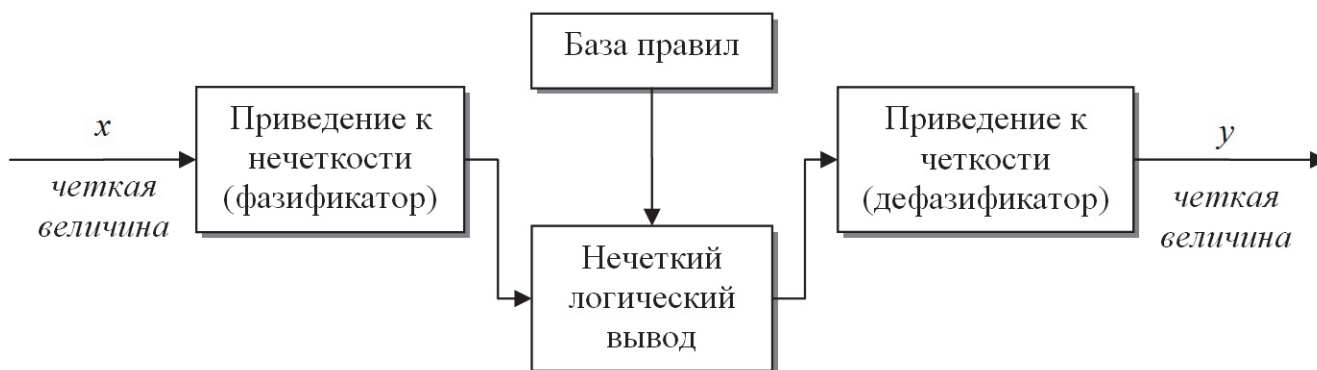 База правил
x
четкая
величина
Приведение к
нечеткости
(фазификатор)
Нечеткий
логический
вывод
Приведение к
четкости
(дефазификатор)
y
четкая
величина